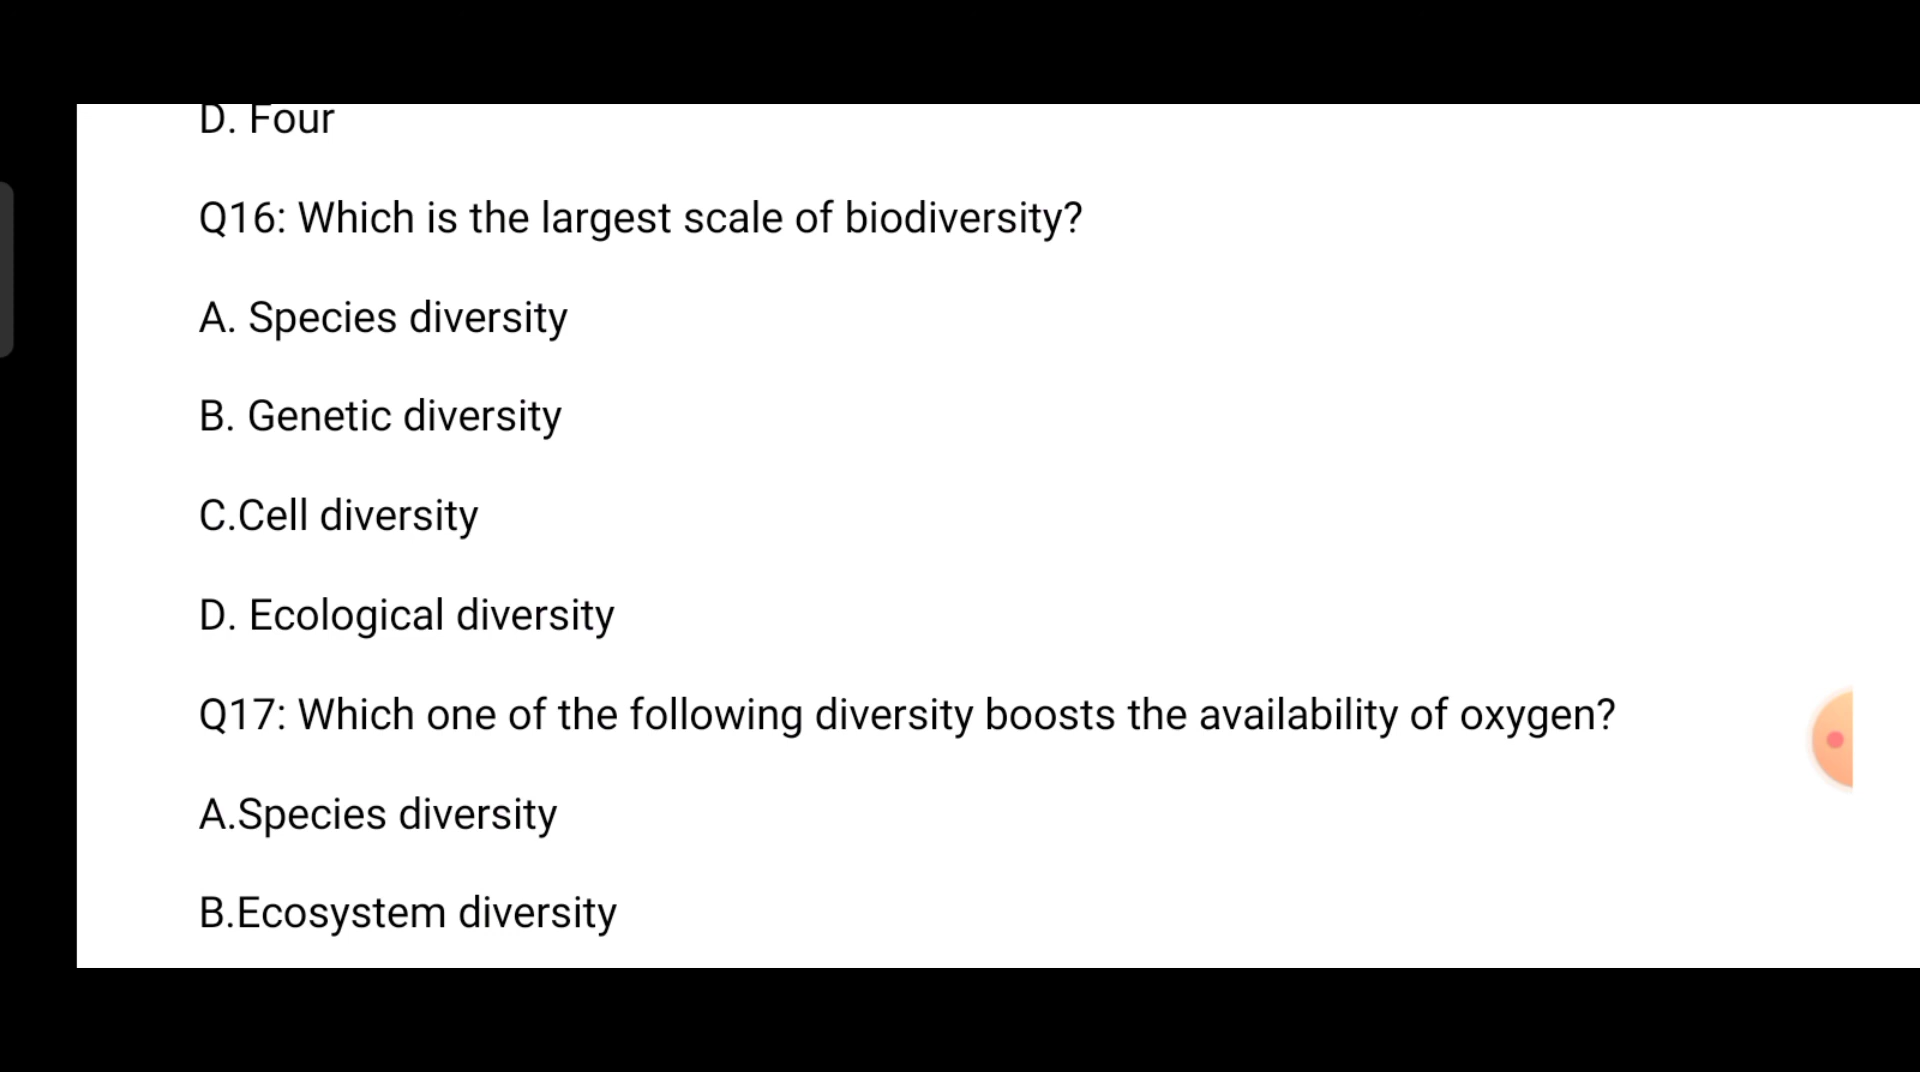 D. Four
Q16: Which is the largest scale of biodiversity?
A. Species diversity
B. Genetic diversity
C.Cell diversity
D. Ecological diversity
Q17: Which one of the following diversity boosts the availability of oxygen?
A.Species diversity
B.Ecosystem diversity